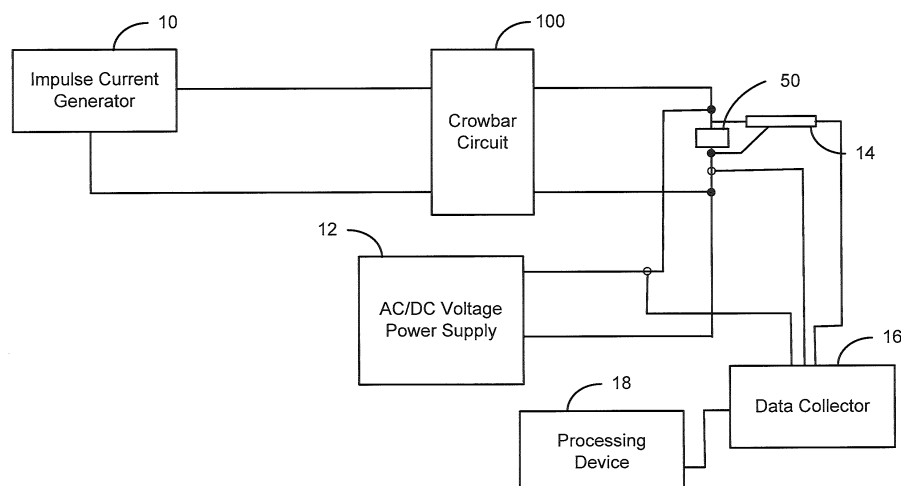 10
Impulse Current
Generator
100
Crowbar
Circuit
50
14
12
AC/DC Voltage
Power Supply
16
Data Collector
18
Processing
Device